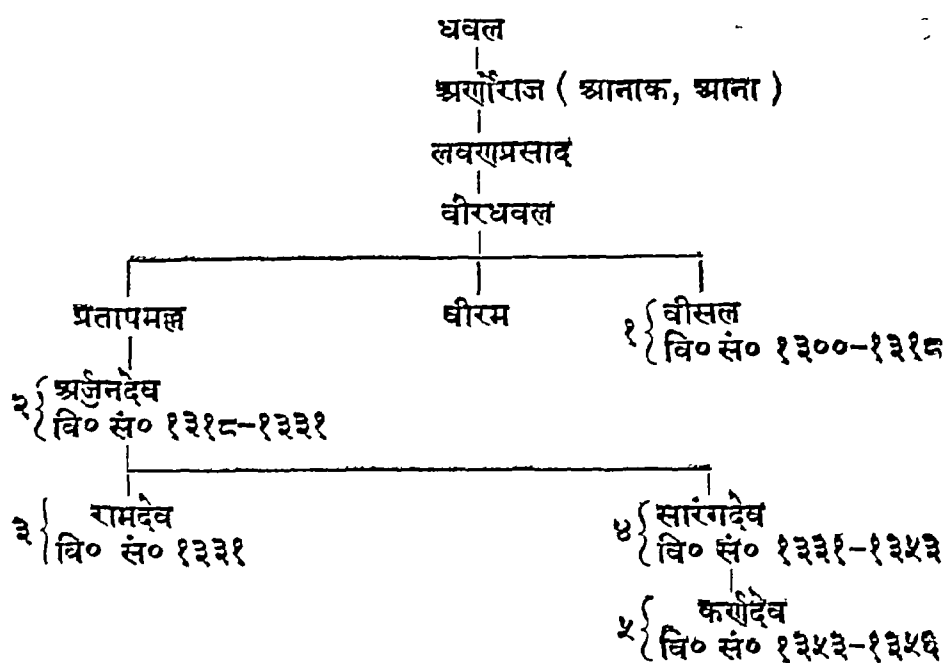 धवल
अर्णोराज ( आनाक, आना )
लवणप्रसाद
वीरधवल
प्रतापमल्ल
वीरम
१ { वीसल
वि० सं० १३००-१३१८
२ { अर्जुनदेव
वि० सं० १३१८-१३३१
३ { रामदेव
वि० सं० १३३१
४ { सारंगदेव
वि० सं० १३३१-१३५३
५ { कर्णदेव
वि० सं० १३५३-१३५६